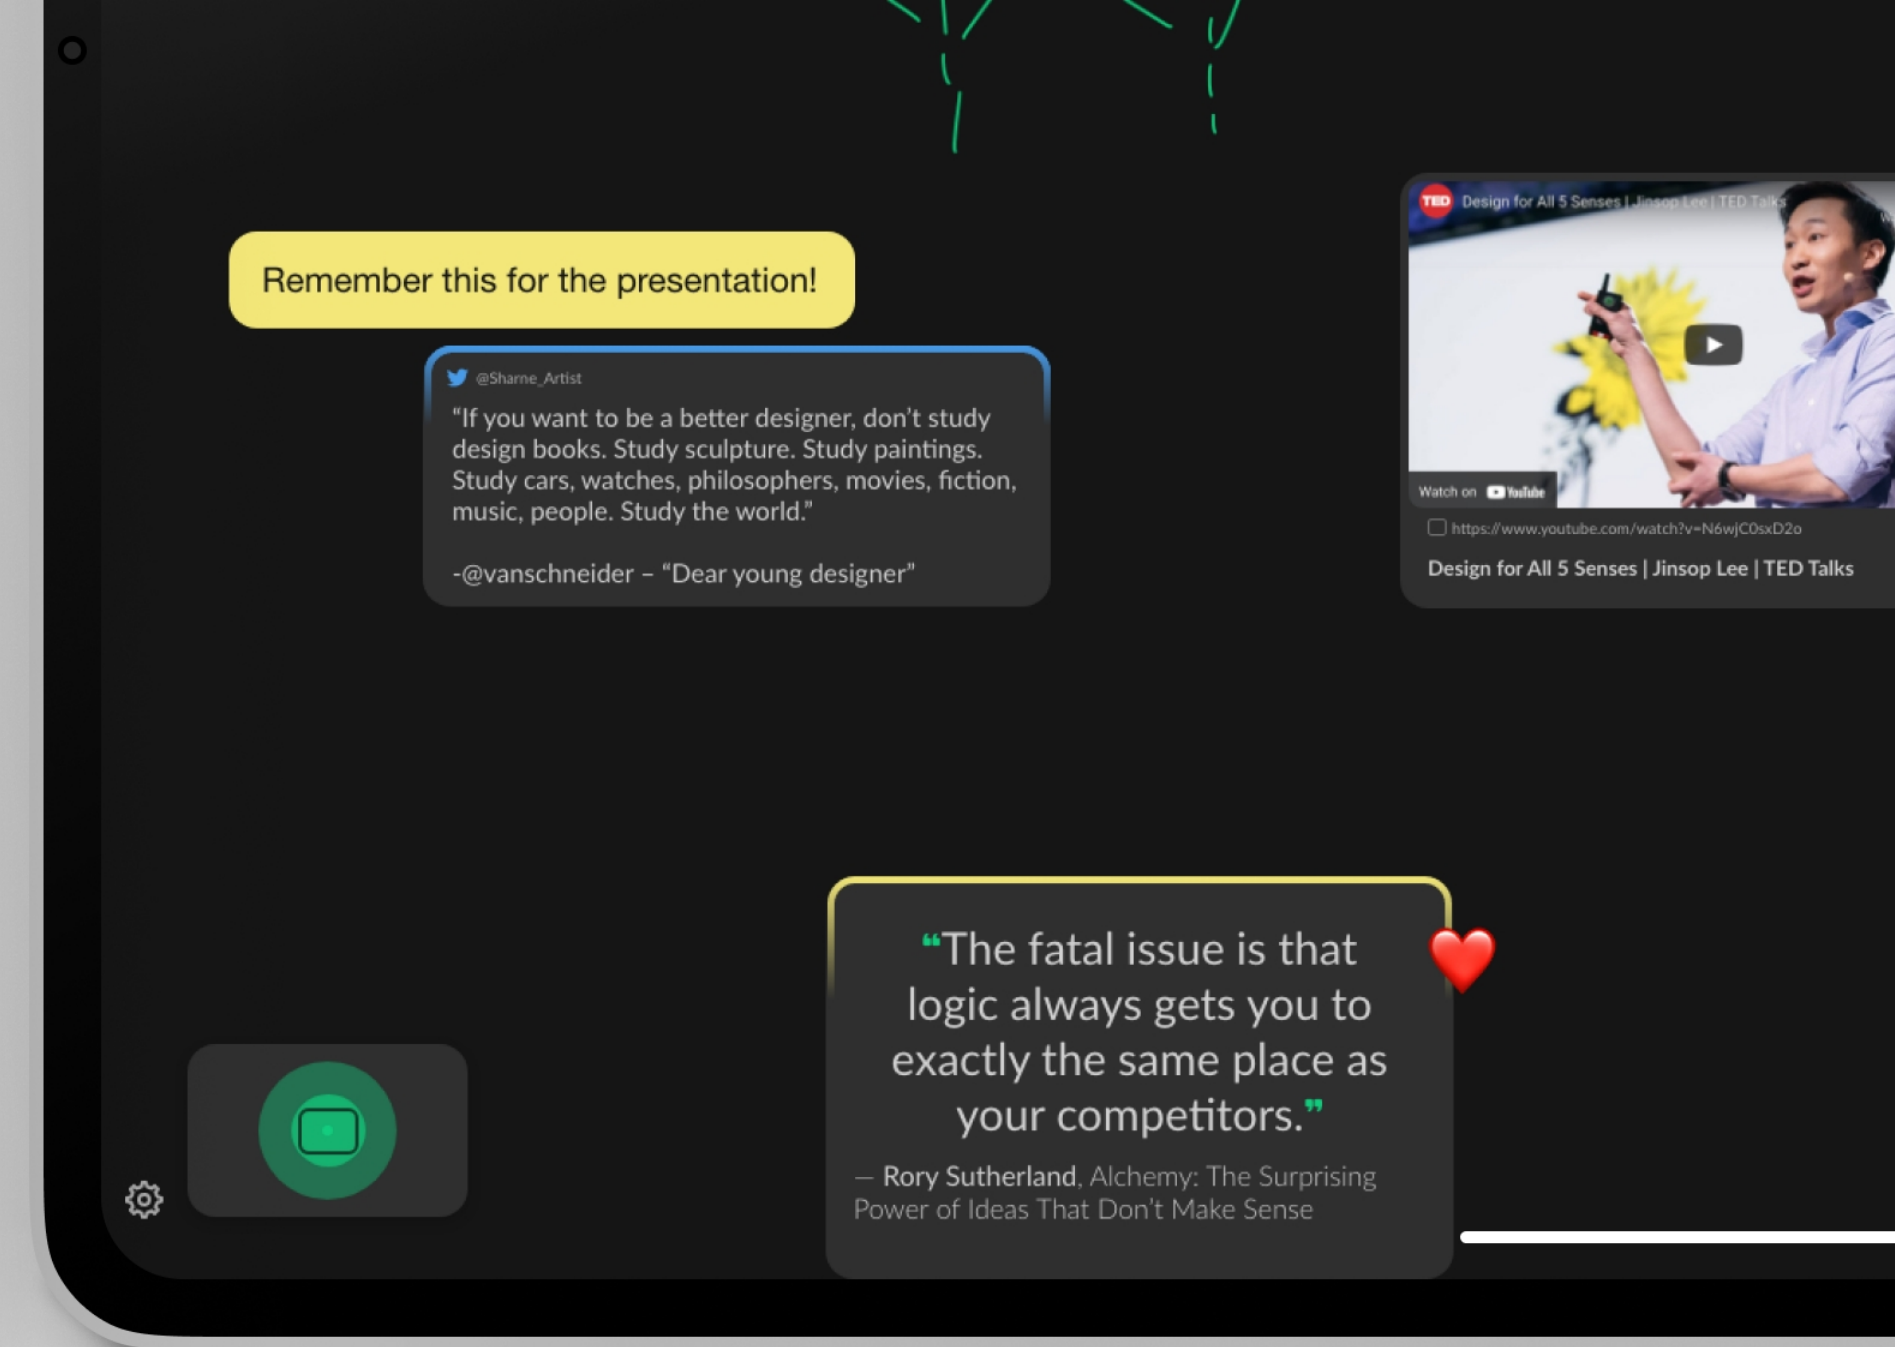 TED Design for All 5 Senses | Jinsop Lee | TED Talks
Remember this for the presentation!
@Sharne_Artist
“If you want to be a better designer, don’t study
design books. Study sculpture. Study paintings.
Study cars, watches, philosophers, movies, fiction,
music, people. Study the world.”
-@vanschneider – “Dear young designer”
Watch on YouTube
https://www.youtube.com/watch?v=N6wjC0sxD2o
Design for All 5 Senses | Jinsop Lee | TED Talks
“The fatal issue is that
logic always gets you to
exactly the same place as
your competitors.”
— Rory Sutherland, Alchemy: The Surprising
Power of Ideas That Don’t Make Sense